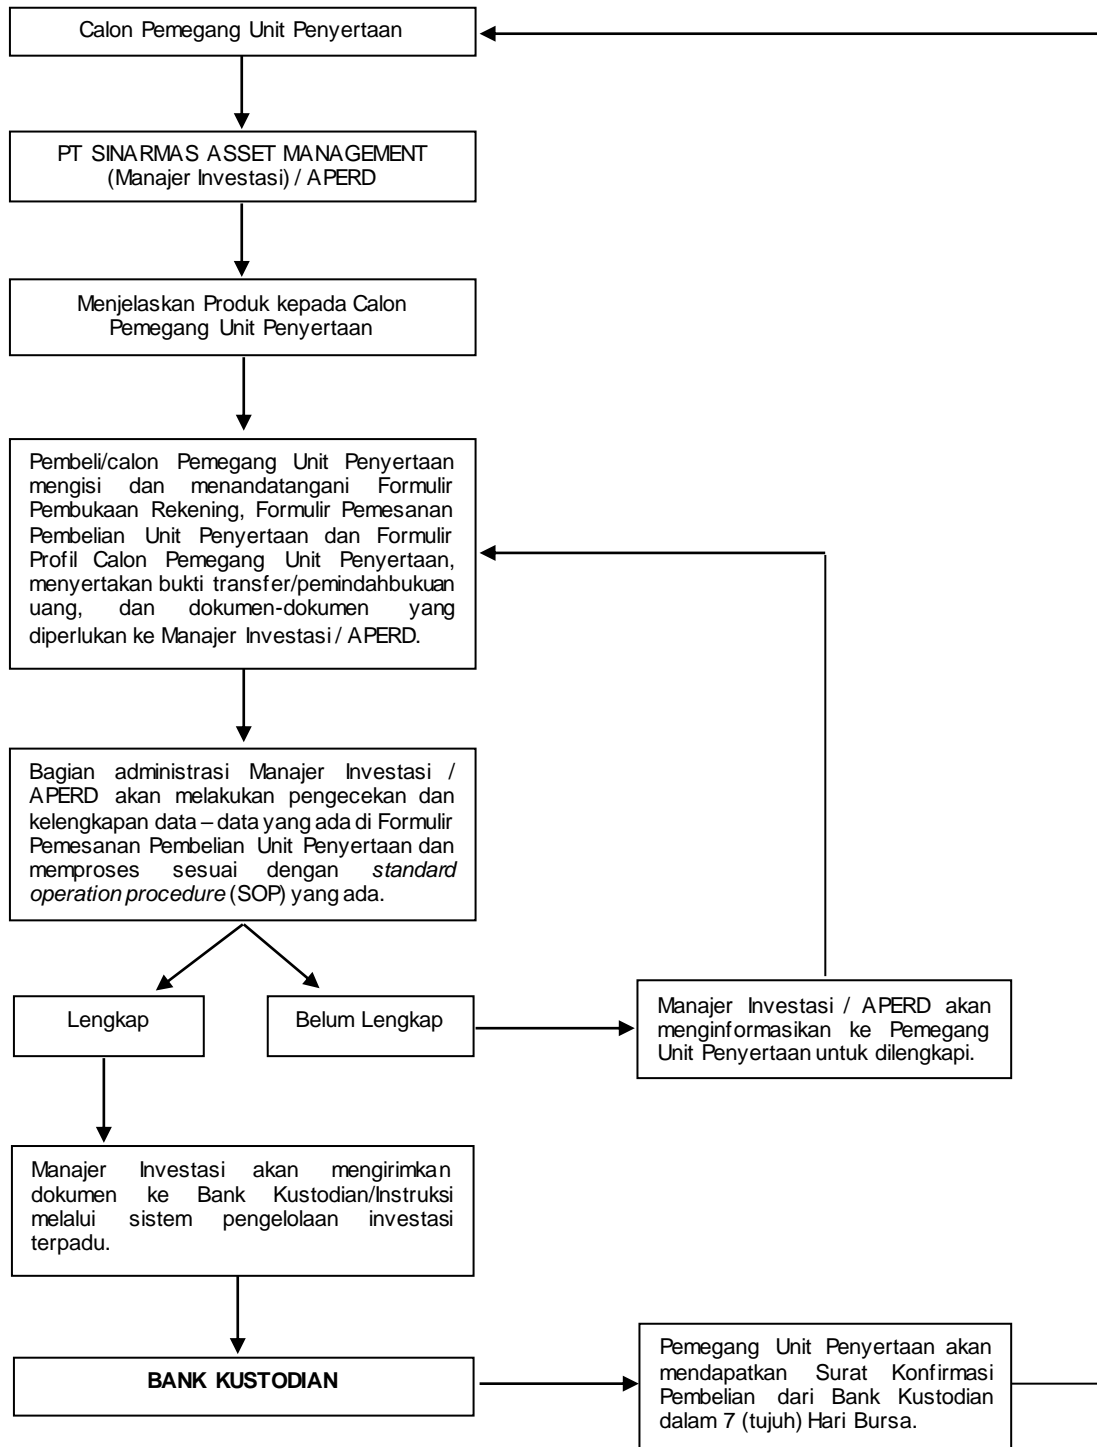 Calon Pemegang Unit Penyertaan
PT SINARMAS ASSET MANAGEMENT
(Manajer Investasi) / APERD
Menjelaskan Produk kepada Calon
Pemegang Unit Penyertaan
Pembeli/calon Pemegang Unit Penyertaan
mengisi dan menandatangani Formulir
Pembukaan Rekening, Formulir Pemesanan
Pembelian Unit Penyertaan dan Formulir
Profil Calon Pemegang Unit Penyertaan,
menyertakan bukti transfer/pemindahbukuan
uang, dan dokumen-dokumen yang
diperlukan ke Manajer Investasi / APERD.
Bagian administrasi Manajer Investasi /
APERD akan melakukan pengecekan dan
kelengkapan data – data yang ada di Formulir
Pemesanan Pembelian Unit Penyertaan dan
memproses sesuai dengan standard
operation procedure (SOP) yang ada.
Lengkap
Belum Lengkap
Manajer Investasi / APERD akan
menginformasikan ke Pemegang
Unit Penyertaan untuk dilengkapi.
Manajer Investasi akan mengirimkan
dokumen ke Bank Kustodian/Instruksi
melalui sistem pengelolaan investasi
terpadu.
BANK KUSTODIAN
Pemegang Unit Penyertaan akan
mendapatkan Surat Konfirmasi
Pembelian dari Bank Kustodian
dalam 7 (tujuh) Hari Bursa.